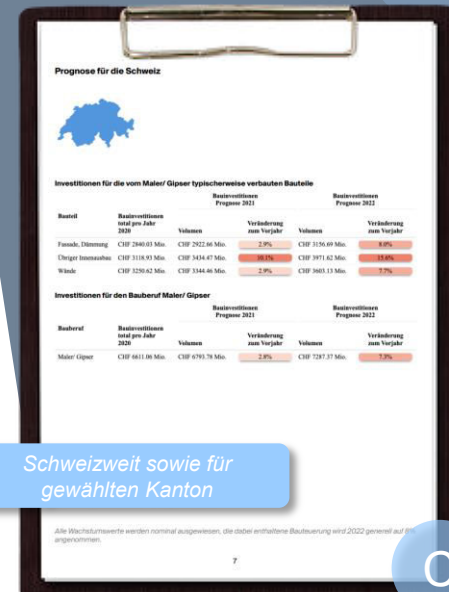 Prognose für die Schweiz
Investitionen für die vom Maler/ Gipser typischerweise verbauten Bauteile
Bauinvestitionen Prognose 2021 Bauinvestitionen Prognose 2022
Bauteil Bauinvestitionen total pro Jahr 2020 Volumen Veränderung zum Vorjahr Volumen Veränderung zum Vorjahr
Fassade, Dämmung CHF 2840.03 Mio. CHF 2922.66 Mio. 2.9% CHF 3156.69 Mio. 8.0%
Übriger Innenausbau CHF 3118.93 Mio. CHF 3434.47 Mio. 10.1% CHF 3971.62 Mio. 15.6%
Wände CHF 3250.62 Mio. CHF 3344.46 Mio. 2.9% CHF 3603.13 Mio. 7.7%
Investitionen für den Bauberuf Maler/ Gipser
Bauinvestitionen Prognose 2021 Bauinvestitionen Prognose 2022
Bauberuf Bauinvestitionen total pro Jahr 2020 Volumen Veränderung zum Vorjahr Volumen Veränderung zum Vorjahr
Maler/ Gipser CHF 6611.06 Mio. CHF 6793.78 Mio. 2.8% CHF 7287.37 Mio. 7.3%
Schweizweit sowie für
gewählten Kanton
Alle Wachstumswerte werden nominal ausgewiesen, die dabei enthaltene Bauteuerung wird 2022 generell auf
angenommen.
7